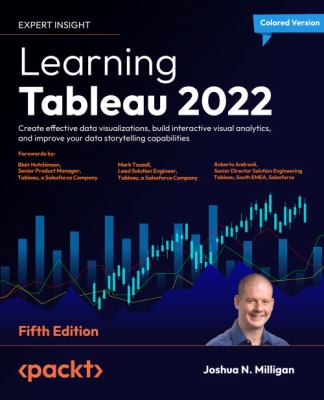 EXPERT INSIGHT
Colored Version
Learning
Tableau 2022
Create effective data visualizations, build interactive visual analytics,
and improve your data storytelling capabilities
Forewords by:
Blair Hutchinson,
Senior Product Manager,
Tableau, a Salesforce Company
Mark Tossell,
Lead Solution Engineer,
Tableau, a Salesforce Company
Roberto Andreoli,
Senior Director Solution Engineering
Tableau, South EMEA, Salesforce
Fifth Edition
<packt>
Joshua N. Milligan